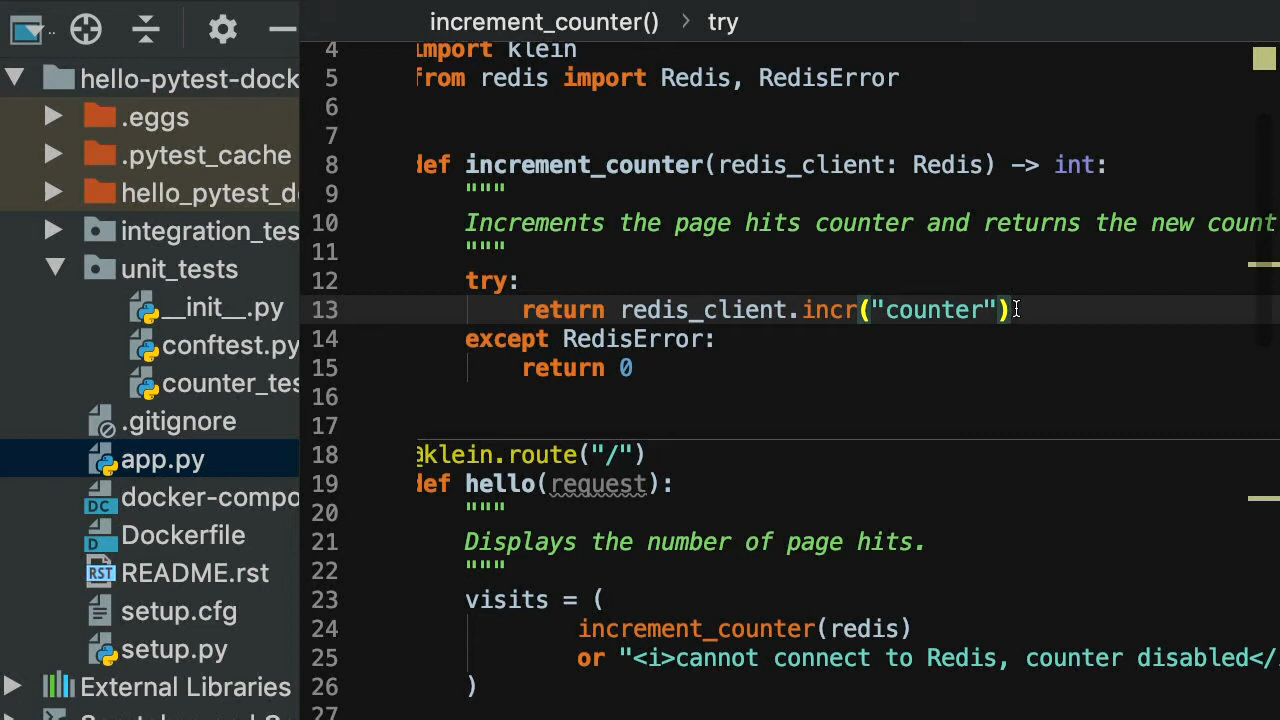 increment_counter() › try
hello-pytest-dock
.eggs
.pytest_cache
hello_pytest_d
integration_tes
unit_tests
__init__.py
conftest.py
counter_tes
.gitignore
app.py
docker-compo
Dockerfile
README.rst
setup.cfg
setup.py
External Libraries
4 import klein
5 from redis import Redis, RedisError
6
7
8 def increment_counter(redis_client: Redis) -> int:
9 """
10 Increments the page hits counter and returns the new count
11 """
12 try:
13 return redis_client.incr("counter")
14 except RedisError:
15 return 0
16
17
18 @klein.route("/")
19 def hello(request):
20 """
21 Displays the number of page hits.
22 """
23 visits = (
24 increment_counter(redis)
25 or "<i>cannot connect to Redis, counter disabled</
26 )
27